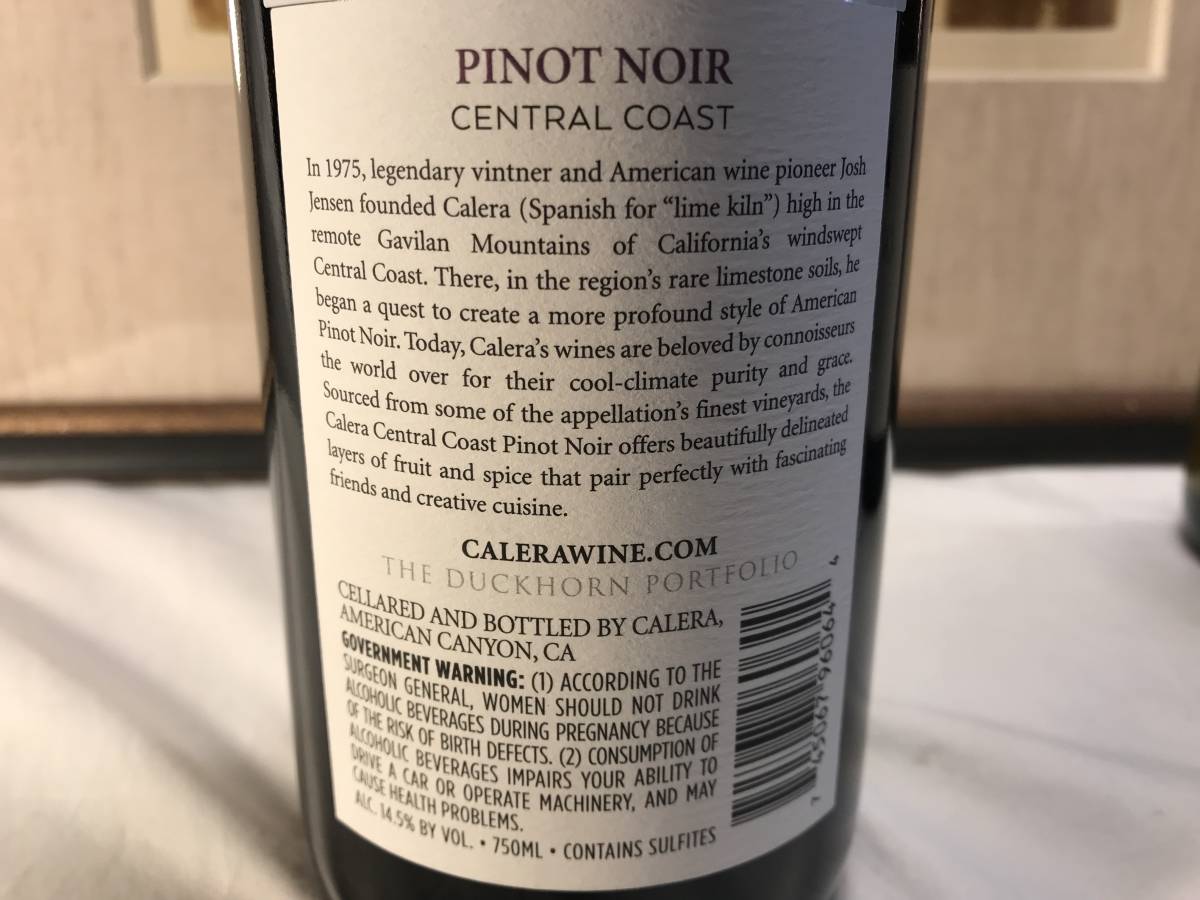 PINOT NOIR
CENTRAL COAST
In 1975, legendary vintner and American wine pioneer Josh
Jensen founded Calera (Spanish for “lime kiln”) high in the
remote Gavilan Mountains of California’s windswept
Central Coast. There, in the region’s rare limestone soils, he
began a quest to create a more profound style of American
Pinot Noir. Today, Calera’s wines are beloved by connoisseurs
the world over for their cool-climate purity and grace.
Sourced from some of the appellation’s finest vineyards, the
Calera Central Coast Pinot Noir offers beautifully delineated
layers of fruit and spice that pair perfectly with fascinating
friends and creative cuisine.
CALERAWINE.COM
THE DUCKHORN PORTFOLIO
CELLARED AND BOTTLED BY CALERA,
AMERICAN CANYON, CA
GOVERNMENT WARNING: (1) ACCORDING TO THE
SURGEON GENERAL, WOMEN SHOULD NOT DRINK
ALCOHOLIC BEVERAGES DURING PREGNANCY BECAUSE
OF THE RISK OF BIRTH DEFECTS. (2) CONSUMPTION OF
ALCOHOLIC BEVERAGES IMPAIRS YOUR ABILITY TO
DRIVE A CAR OR OPERATE MACHINERY, AND MAY
CAUSE HEALTH PROBLEMS.
ALC. 14.5% BY VOL. • 750ML • CONTAINS SULFITES
7 45067 96064 4